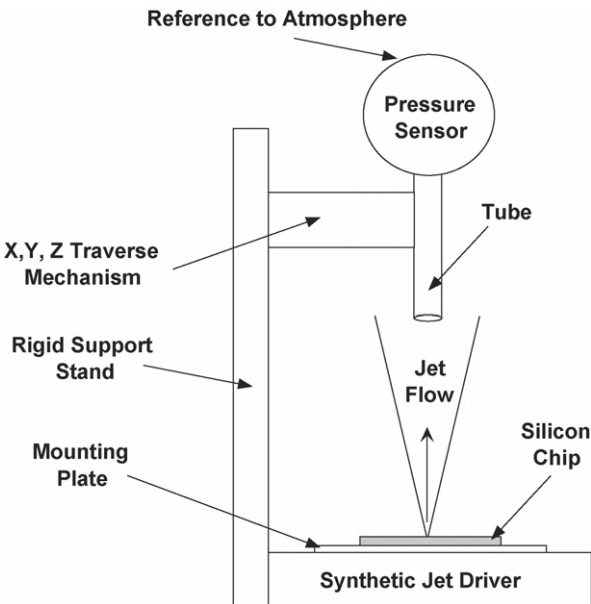 Reference to Atmosphere
Pressure
Sensor
Tube
X,Y, Z Traverse
Mechanism
Rigid Support
Stand
Jet
Flow
Silicon
Chip
Mounting
Plate
Synthetic Jet Driver